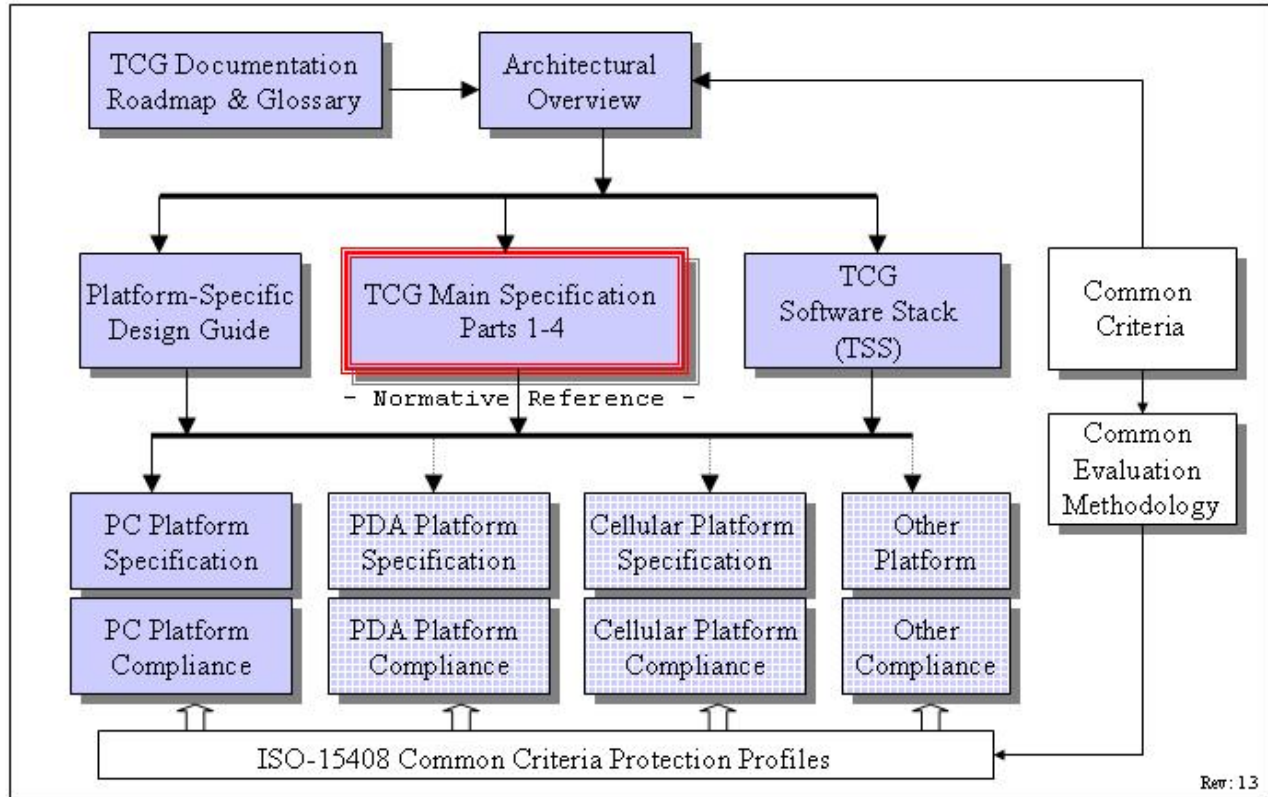 TCG Documentation
Roadmap & Glossary
Architectural
Overview
Platform-Specific
Design Guide
TCG Main Specification
Parts 1-4
TCG
Software Stack
(TSS)
Common
Criteria
- Normative Reference -
Common
Evaluation
Methodology
PC Platform
Specification
PDA Platform
Specification
Cellular Platform
Specification
Other
Platform
PC Platform
Compliance
PDA Platform
Compliance
Cellular Platform
Compliance
Other
Compliance
ISO-15408 Common Criteria Protection Profiles
Rev: 1.3